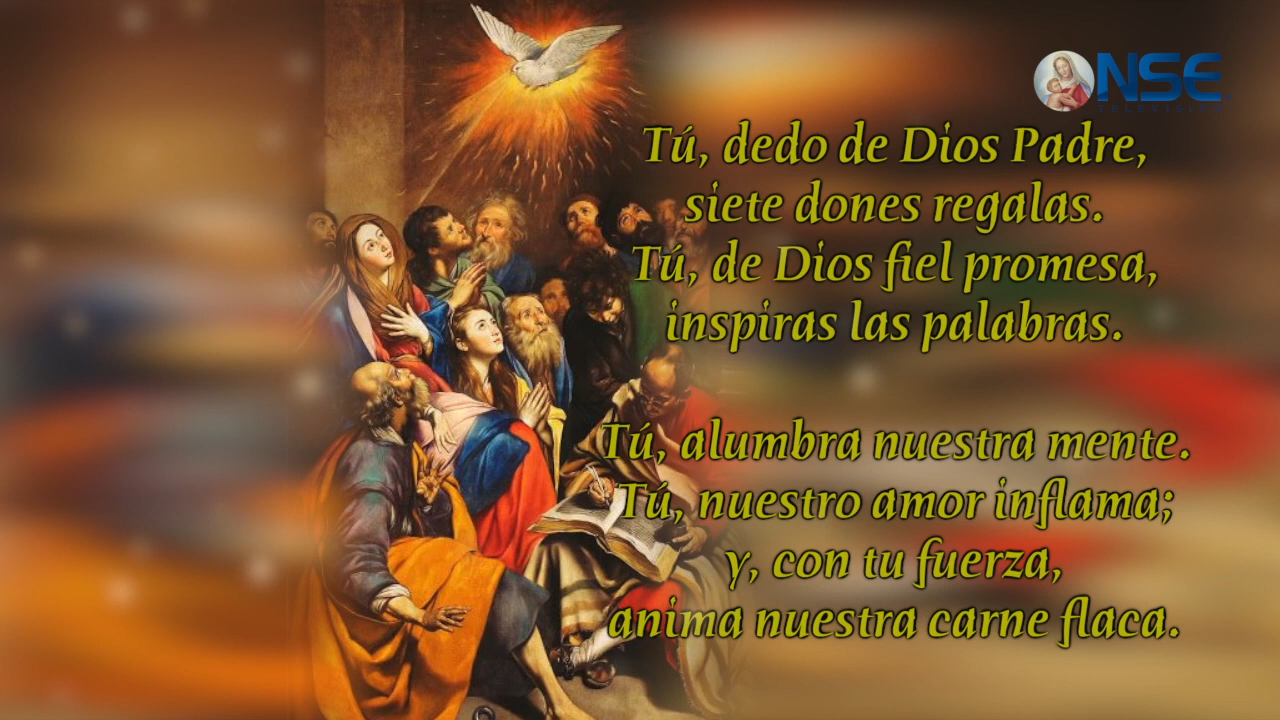 NSE
Tú, dedo de Dios Padre,
siete dones regalas.
Tú, de Dios fiel promesa,
inspiras las palabras.
Tú, alumbra nuestra mente.
Tú, nuestro amor inflama;
y, con tu fuerza,
anima nuestra carne flaca.